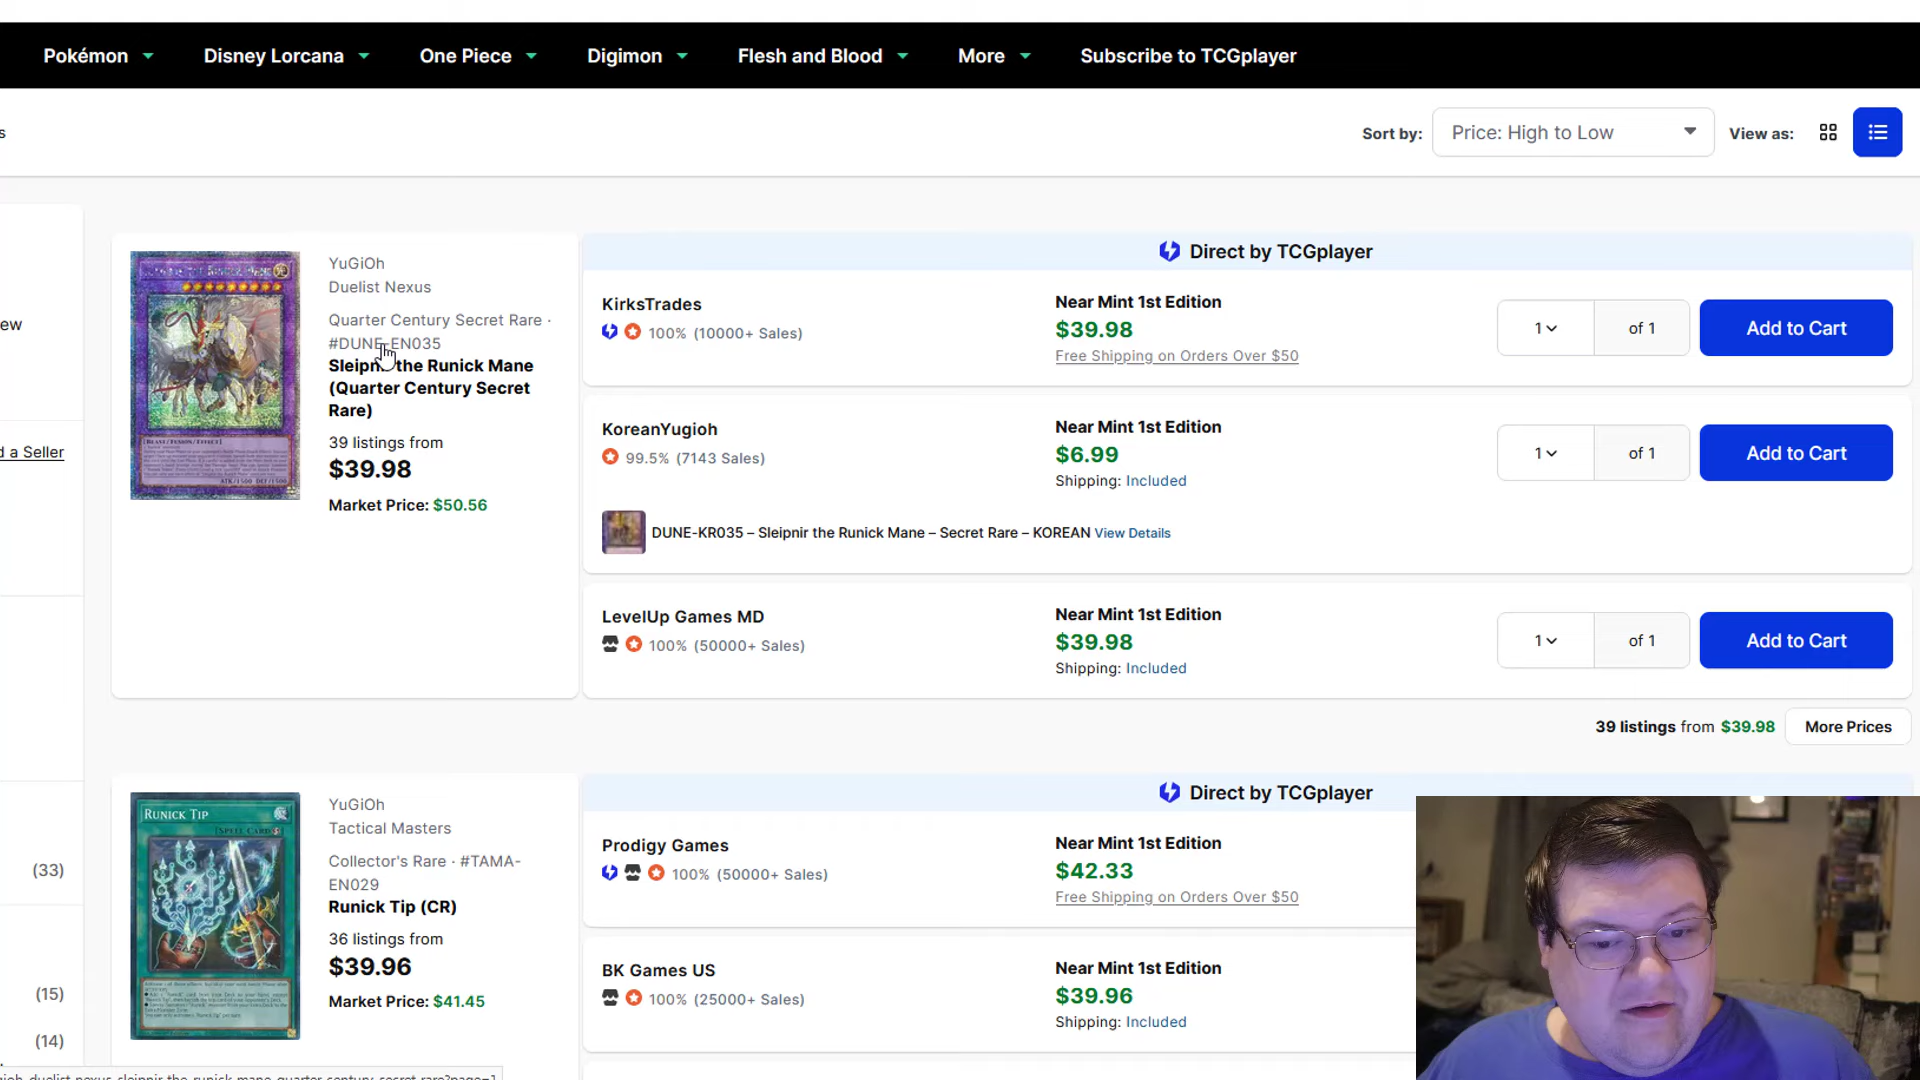 Pokémon Disney Lorcana One Piece Digimon Flesh and Blood More Subscribe to TCGplayer
s
Sort by: Price: High to Low View as:
ew
d a Seller
(33)
(15)
(14)
YuGiOh
Duelist Nexus
Quarter Century Secret Rare ·
#DUNE-EN035
Sleipnir the Runick Mane
(Quarter Century Secret
Rare)
39 listings from
$39.98
Market Price: $50.56
Direct by TCGplayer
KirksTrades
100% (10000+ Sales)
Near Mint 1st Edition
$39.98
Free Shipping on Orders Over $50
1 of 1 Add to Cart
KoreanYugioh
99.5% (7143 Sales)
Near Mint 1st Edition
$6.99
Shipping: Included
1 of 1 Add to Cart
DUNE-KR035 – Sleipnir the Runick Mane – Secret Rare – KOREAN View Details
LevelUp Games MD
100% (50000+ Sales)
Near Mint 1st Edition
$39.98
Shipping: Included
1 of 1 Add to Cart
39 listings from $39.98 More Prices
RUNICK TIP
[SPELL CARD]
YuGiOh
Tactical Masters
Collector's Rare · #TAMA-
EN029
Runick Tip (CR)
36 listings from
$39.96
Market Price: $41.45
Direct by TCGplayer
Prodigy Games
100% (50000+ Sales)
Near Mint 1st Edition
$42.33
Free Shipping on Orders Over $50
BK Games US
100% (25000+ Sales)
Near Mint 1st Edition
$39.96
Shipping: Included